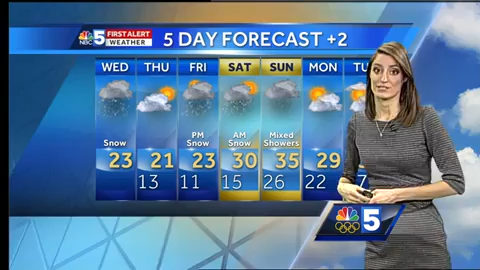 NBC 5 FIRST ALERT WEATHER 5 DAY FORECAST +2
WED THU FRI SAT SUN MON TU
Snow PM Snow AM Snow Mixed Showers
23 21 23 30 35 29
13 11 15 26 22 7
5